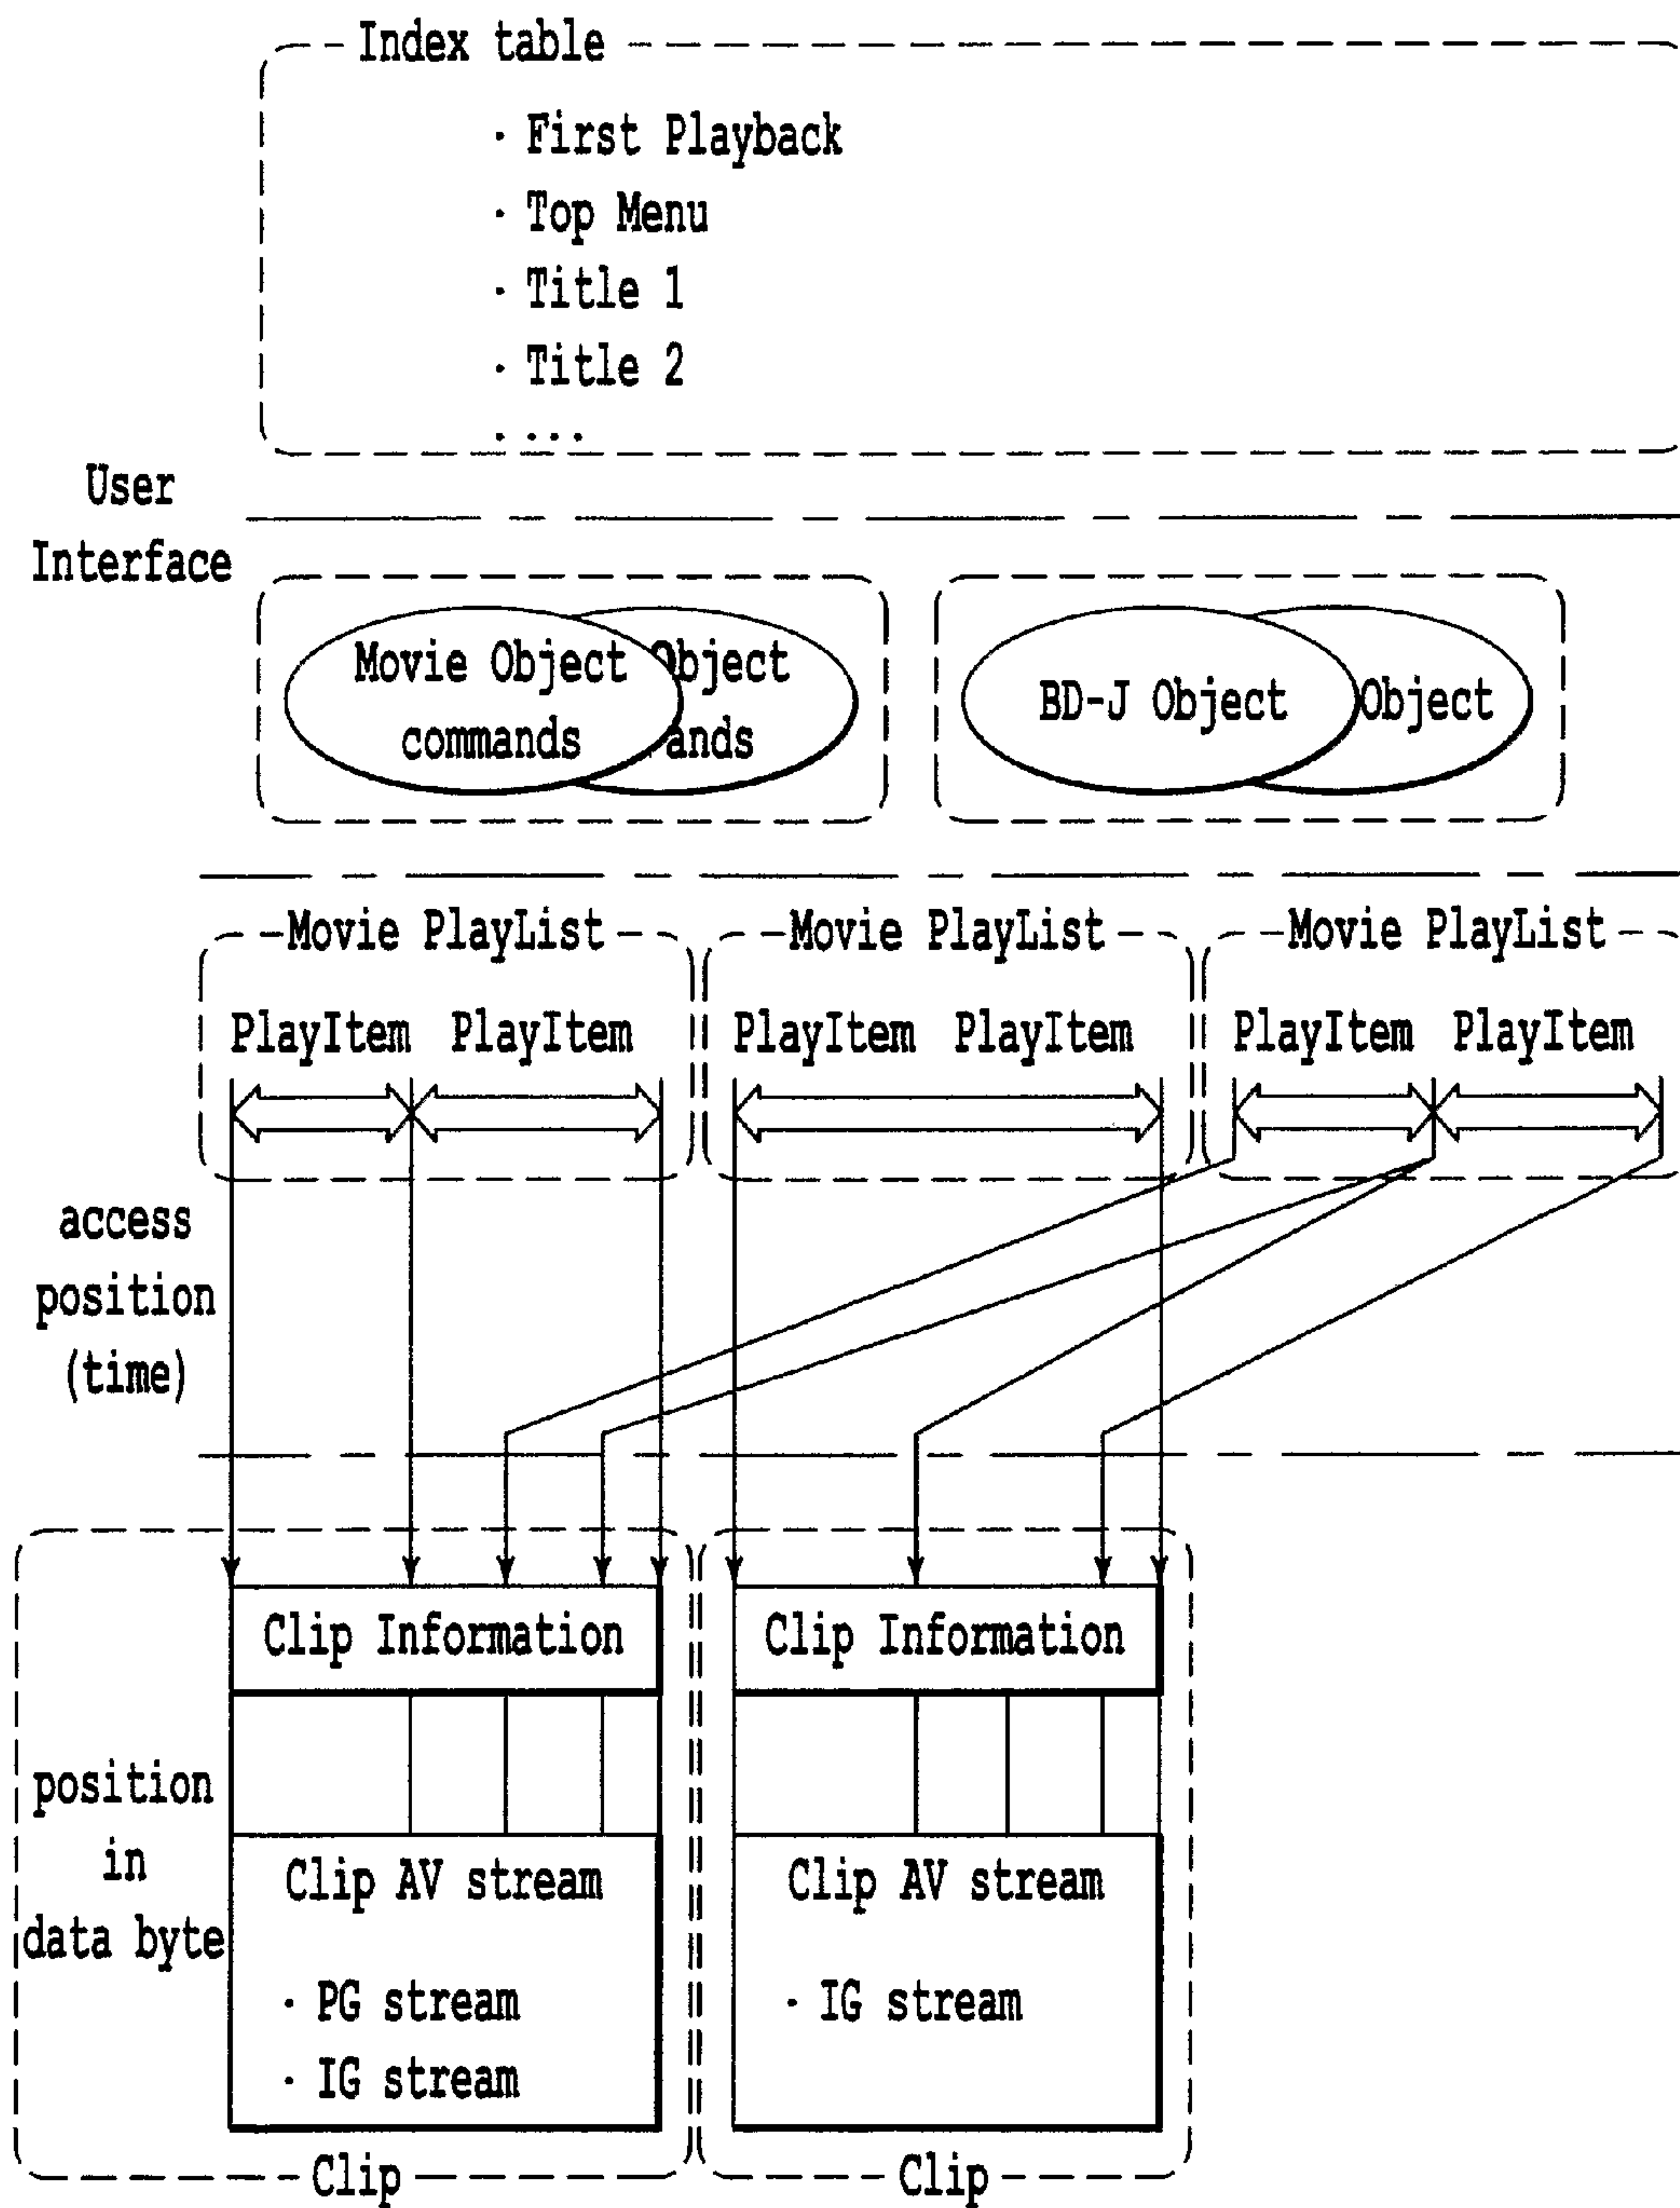 Index table
· First Playback
· Top Menu
· Title 1
· Title 2
· ...
User
Interface
Movie Object
commands
Object
ands
BD-J Object
Object
Movie PlayList
Movie PlayList
Movie PlayList
PlayItem PlayItem
PlayItem PlayItem
PlayItem PlayItem
access
position
(time)
Clip Information
Clip Information
position
in
data byte
Clip AV stream
· PG stream
· IG stream
Clip AV stream
· IG stream
Clip
Clip